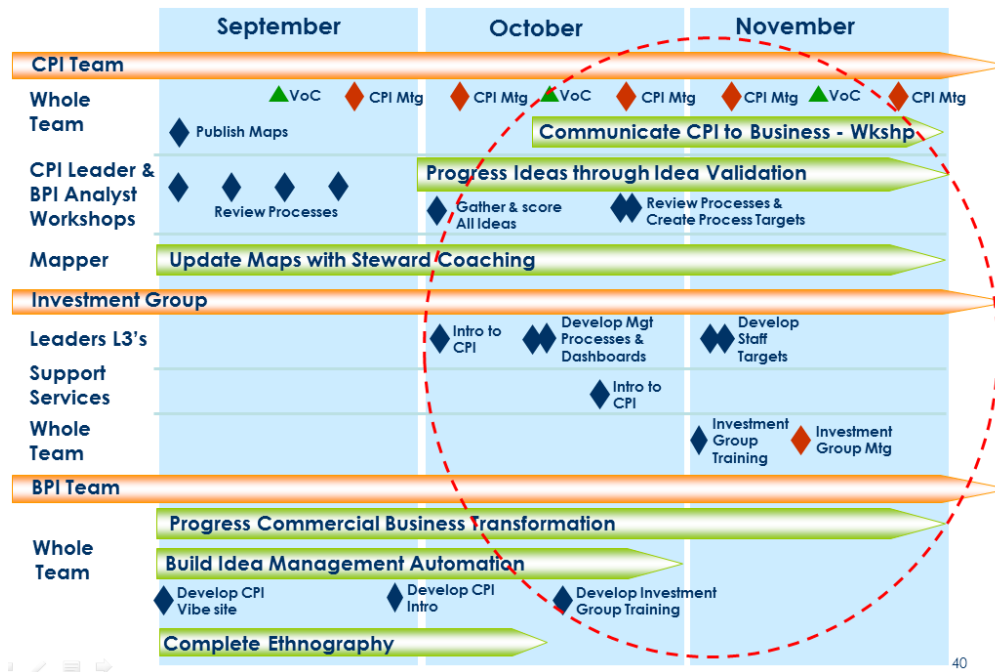 September
October
November
CPI Team
Whole
Team
VoC
CPI Mtg
CPI Mtg
VoC
CPI Mtg
CPI Mtg
VoC
CPI Mtg
Publish Maps
Communicate CPI to Business - Wkshp
CPI Leader &
BPI Analyst
Workshops
Review Processes
Progress Ideas through Idea Validation
Gather & score
All Ideas
Review Processes &
Create Process Targets
Mapper
Update Maps with Steward Coaching
Investment Group
Leaders L3's
Intro to
CPI
Develop Mgt
Processes &
Dashboards
Develop
Staff
Targets
Support
Services
Intro to
CPI
Whole
Team
Investment
Group
Training
Investment
Group Mtg
BPI Team
Whole
Team
Progress Commercial Business Transformation
Build Idea Management Automation
Develop CPI
Vibe site
Develop CPI
Intro
Develop Investment
Group Training
Complete Ethnography
40